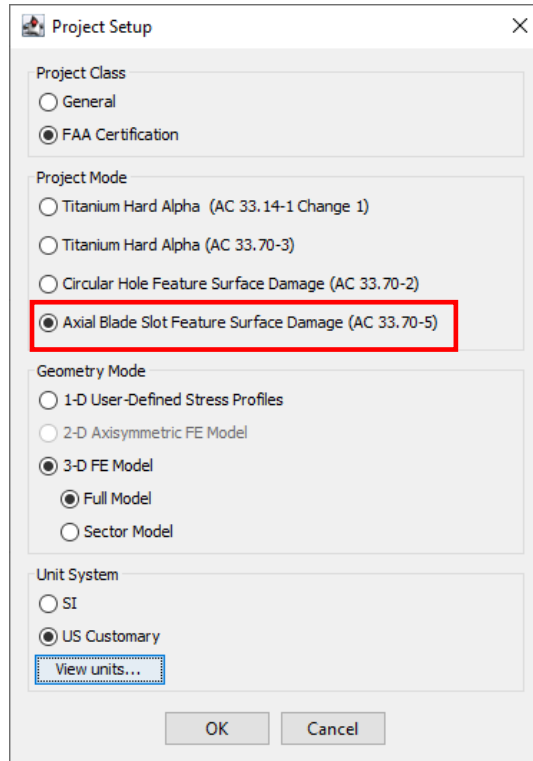 Project Setup
Project Class
General
FAA Certification
Project Mode
Titanium Hard Alpha  (AC 33.14-1 Change 1)
Titanium Hard Alpha (AC 33.70-3)
Circular Hole Feature Surface Damage (AC 33.70-2)
Axial Blade Slot Feature Surface Damage (AC 33.70-5)
Geometry Mode
1-D User-Defined Stress Profiles
2-D Axisymmetric FE Model
3-D FE Model
Full Model
Sector Model
Unit System
SI
US Customary
View units...
OK Cancel